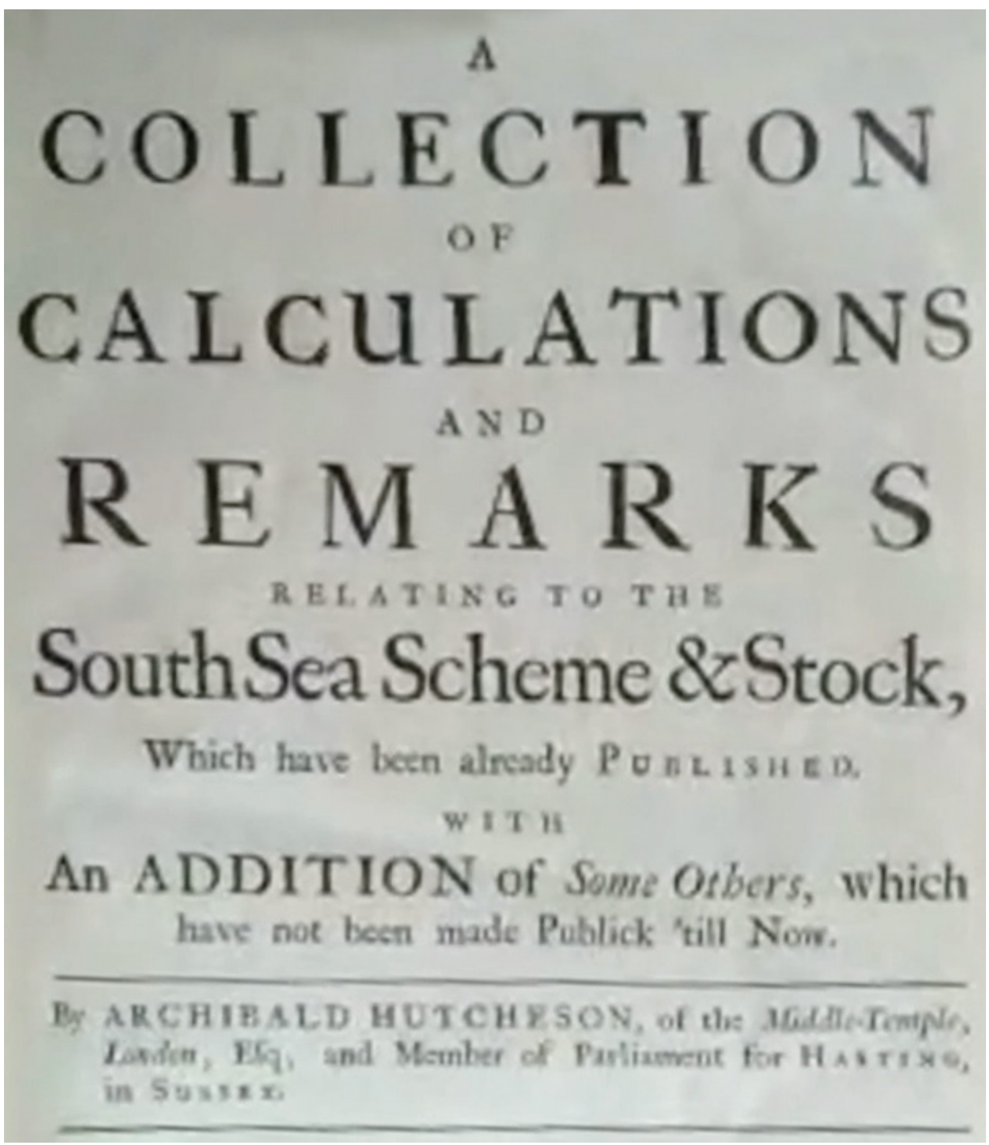 A
COLLECTION
OF
CALCULATIONS
AND
REMARKS
RELATING TO THE
South Sea Scheme & Stock,
Which have been already PUBLISHED.
WITH
An ADDITION of Some Others, which
have not been made Publick 'till Now.
By ARCHIBALD HUTCHESON, of the Middle-Temple,
London, Esq, and Member of Parliament for HASTING,
in SUSSEX.